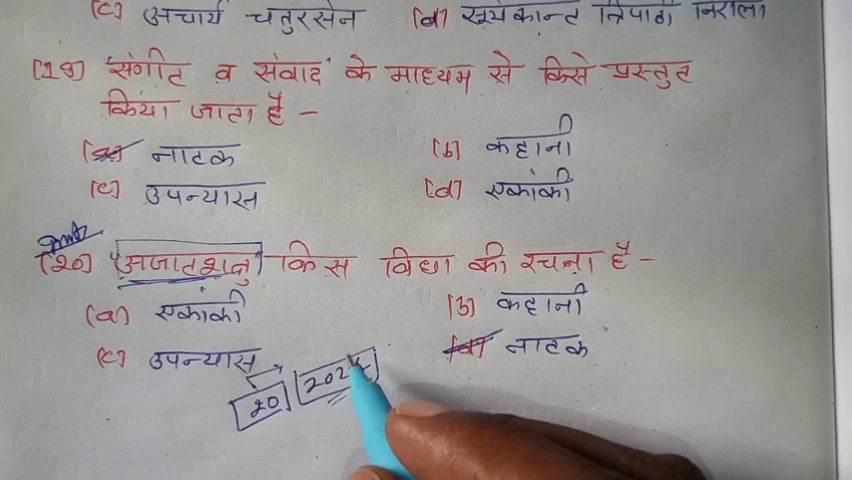 (c) आचार्य चतुरसेन (d) सूर्यकान्त त्रिपाठी निराला
(19) संगीत व संवाद के माध्यम से किसे प्रस्तुत
किया जाता है -
(a) नाटक (b) कहानी
(c) उपन्यास (d) एकांकी
(20) अजातशत्रु किस विधा की रचना है -
(a) एकांकी (b) कहानी
(c) उपन्यास (d) नाटक
20 202